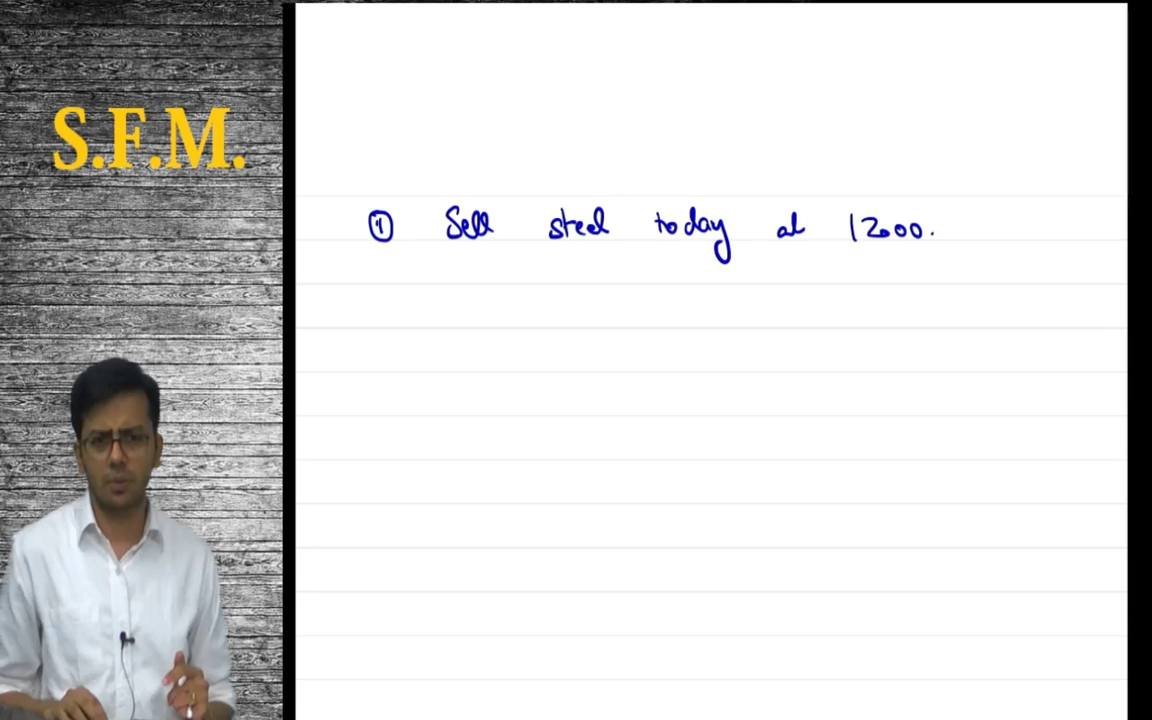 S.F.M.
① Sell steel today at 12000.